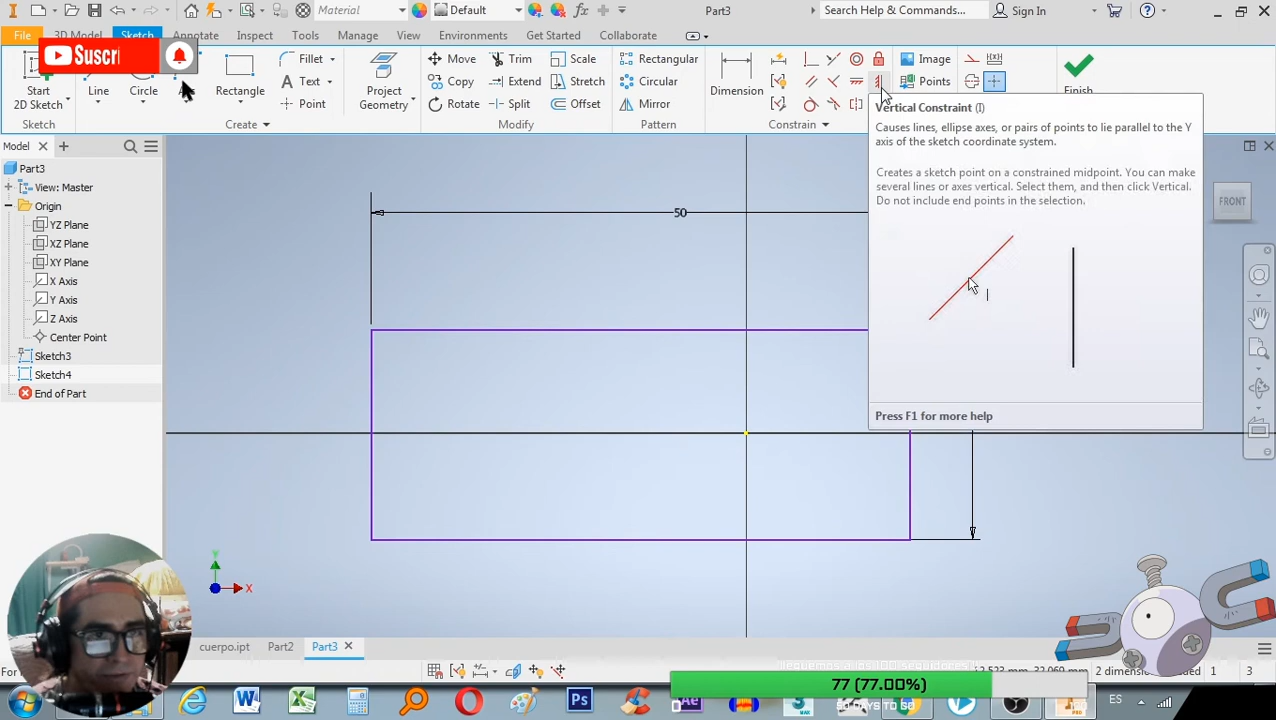 Material
Default
Part3
Search Help & Commands...
Sign In
File
3D Model
Sketch
Annotate
Inspect
Tools
Manage
View
Environments
Get Started
Collaborate
Suscri
Start
2D Sketch
Line
Circle
Arc
Rectangle
Fillet
Text
Point
Project
Geometry
Move
Copy
Rotate
Trim
Extend
Split
Scale
Stretch
Offset
Rectangular
Circular
Mirror
Dimension
Image
Points
Finish
Sketch
Create
Modify
Pattern
Constrain
Vertical Constraint (I)
Causes lines, ellipse axes, or pairs of points to lie parallel to the Y
axis of the sketch coordinate system.
Creates a sketch point on a constrained midpoint. You can make
several lines or axes vertical. Select them, and then click Vertical.
Do not include end points in the selection.
Press F1 for more help
Model
Part3
View: Master
Origin
YZ Plane
XZ Plane
XY Plane
X Axis
Y Axis
Z Axis
Center Point
Sketch3
Sketch4
End of Part
50
FRONT
Y
X
cuerpo.ipt
Part2
Part3
2 dimension
1
3
77 (77.00%)
ES